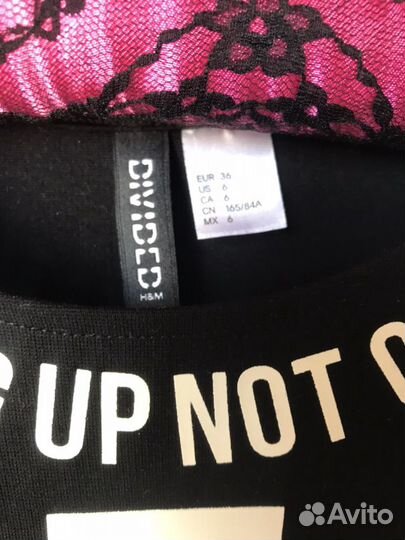 DIVIDED
H&M
EUR 36
US 6
CA 6
CN 165/84A
MX 6
UP NOT
Avito